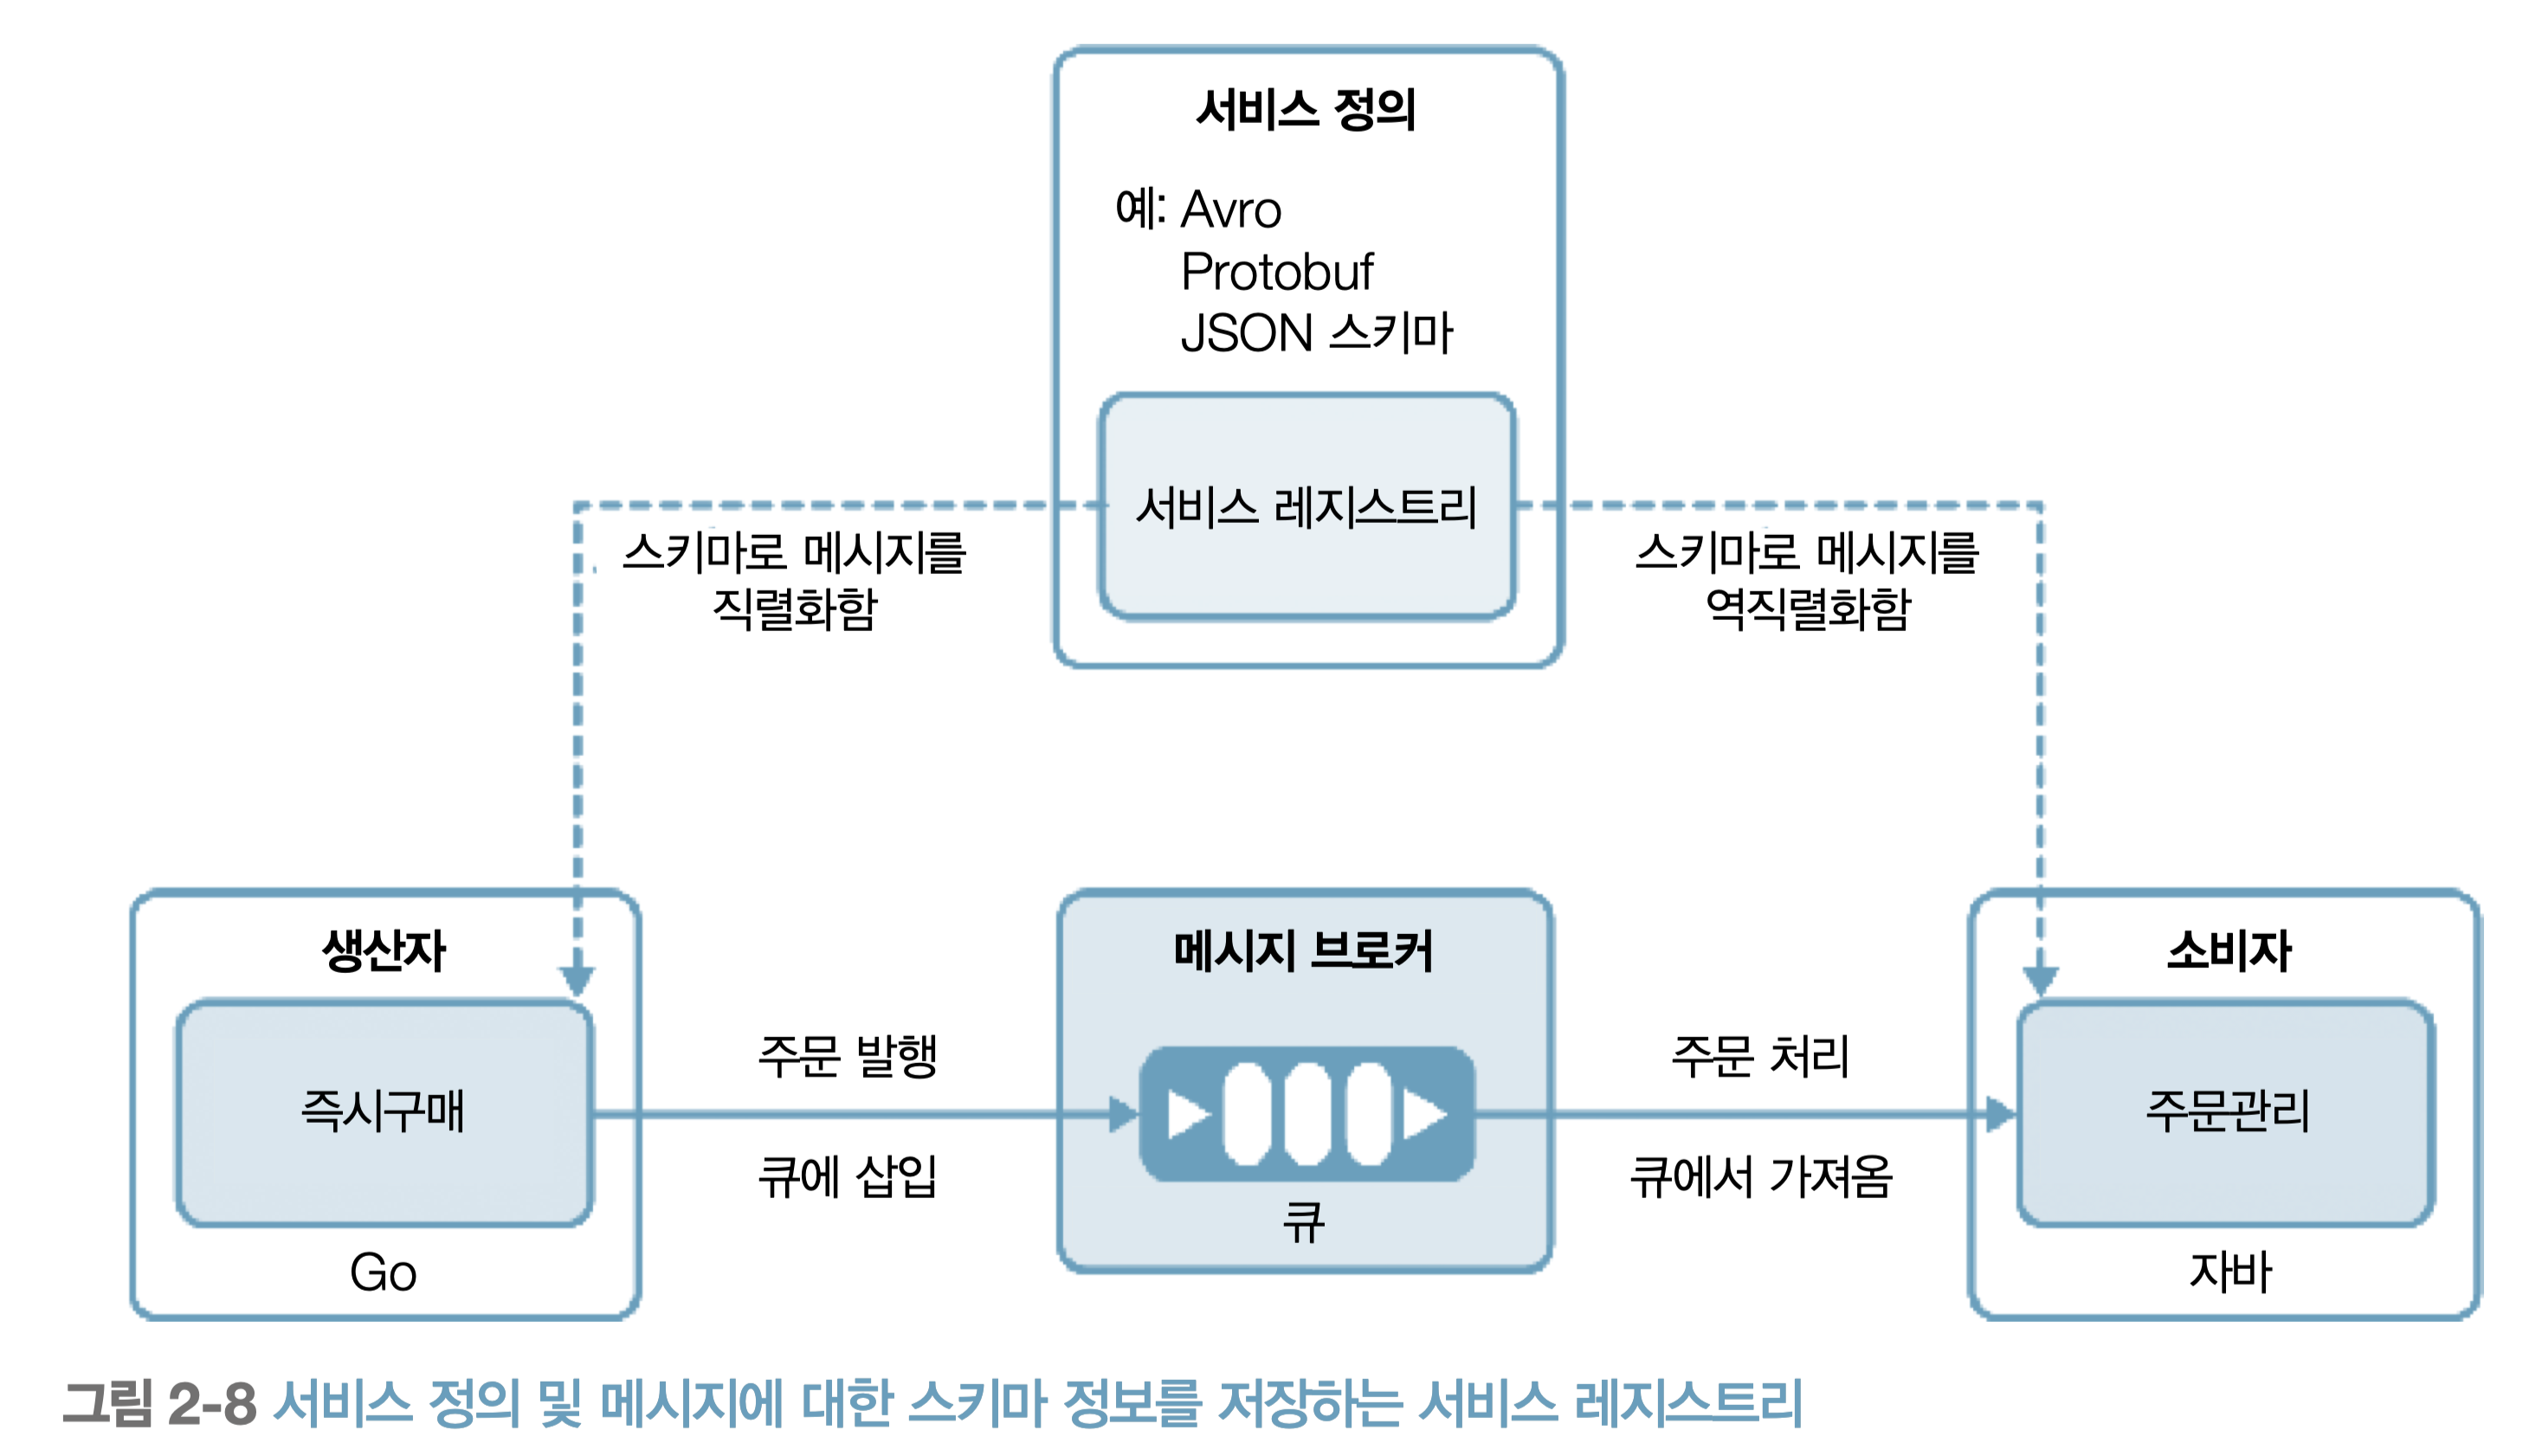 서비스 정의
예: Avro
Protobuf
JSON 스키마
서비스 레지스트리
스키마로 메시지를
직렬화함
스키마로 메시지를
역직렬화함
생산자
즉시구매
Go
주문 발행
큐에 삽입
메시지 브로커
큐
주문 처리
큐에서 가져옴
소비자
주문관리
자바
그림 2-8 서비스 정의 및 메시지에 대한 스키마 정보를 저장하는 서비스 레지스트리